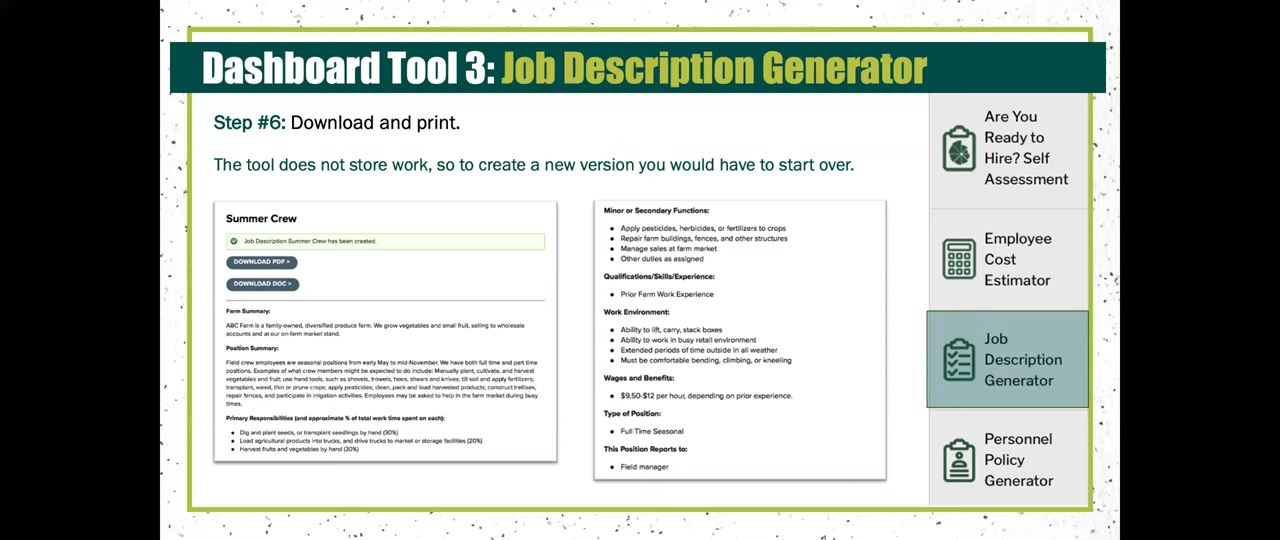 Dashboard Tool 3: Job Description Generator
Step #6: Download and print.
The tool does not store work, so to create a new version you would have to start over.
Summer Crew
Job Description Summer Crew has been created.
DOWNLOAD PDF >
DOWNLOAD DOC >
Farm Summary:
ABC Farm is a family-owned, diversified produce farm. We grow vegetables and small fruit, selling to wholesale
accounts and at our on-farm market stand.
Position Summary:
Field crew employees are seasonal positions from early May to mid-November. We have both full time and part time
positions. Examples of what crew members might be expected to do include: Manually plant, cultivate, and harvest
vegetables and fruit; use hand tools, such as shovels, trowels, hoes, shears and knives; till soil and apply fertilizers;
transplant, weed, thin or prune crops; apply pesticides; clean, pack and load harvested products; construct trellises,
repair fences, and participate in irrigation activities. Employees may be asked to help in the farm market during busy
times.
Primary Responsibilities (and approximate % of total work time spent on each):
● Dig and plant seeds, or transplant seedlings by hand (30%)
● Load agricultural products into trucks, and drive trucks to market or storage facilities (20%)
● Harvest fruits and vegetables by hand (30%)
Minor or Secondary Functions:
● Apply pesticides, herbicides, or fertilizers to crops
● Repair farm buildings, fences, and other structures
● Manage sales at farm market
● Other duties as assigned
Qualifications/Skills/Experience:
● Prior Farm Work Experience
Work Environment:
● Ability to lift, carry, stack boxes
● Ability to work in busy retail environment
● Extended periods of time outside in all weather
● Must be comfortable bending, climbing, or kneeling
Wages and Benefits:
● $9.50-$12 per hour, depending on prior experience.
Type of Position:
● Full Time Seasonal
This Position Reports to:
● Field manager
Are You
Ready to
Hire? Self
Assessment
Employee
Cost
Estimator
Job
Description
Generator
Personnel
Policy
Generator